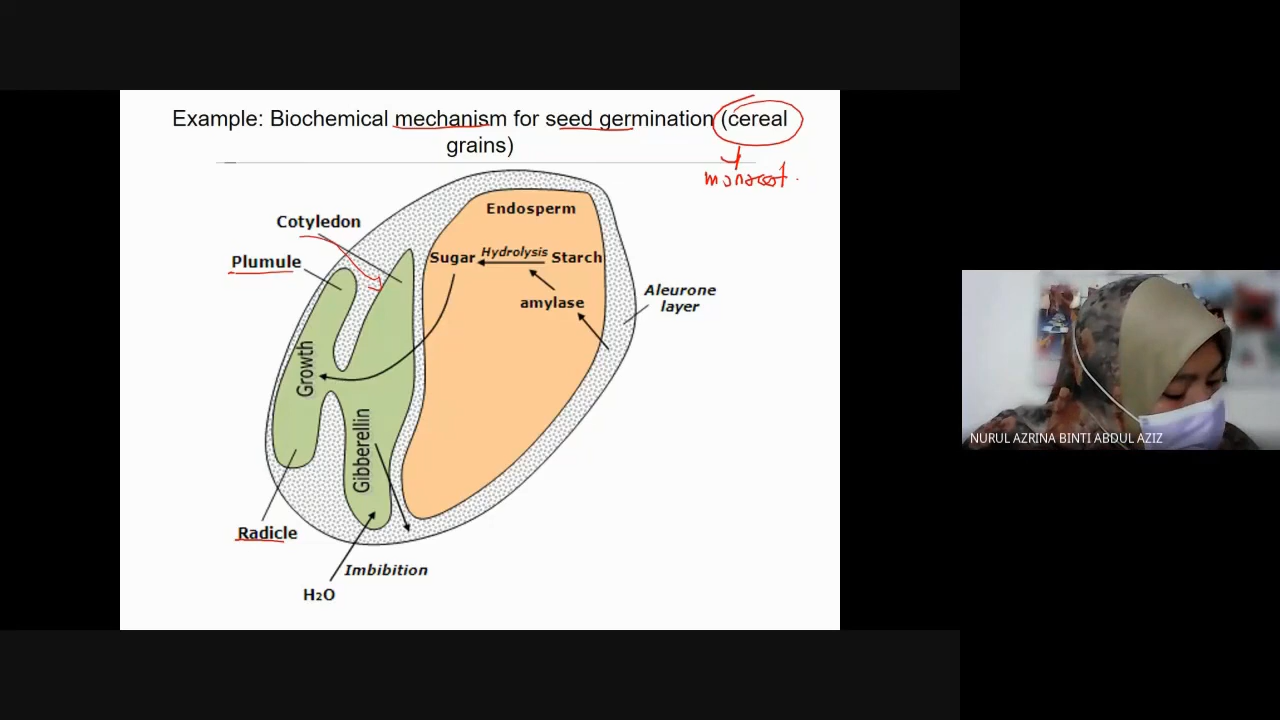 Example: Biochemical mechanism for seed germination (cereal
grains)
monocot.
Endosperm
Cotyledon
Sugar
Hydrolysis
Starch
Plumule
Aleurone
layer
amylase
Growth
Gibberellin
NURUL AZRINA BINTI ABDUL AZIZ
Radicle
Imbibition
H₂O